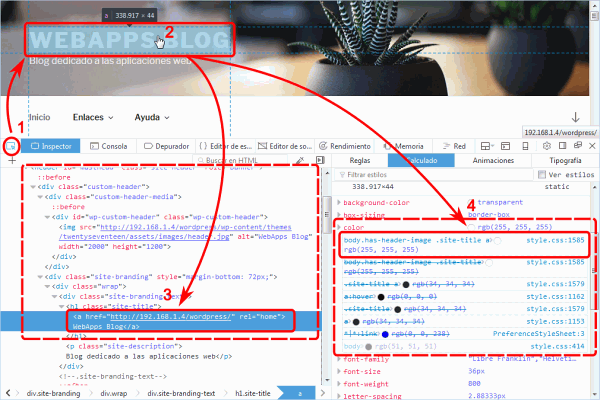 a 338.917 × 44
WEBAPPS BLOG
2
Blog dedicado a las aplicaciones web
Inicio Enlaces Ayuda
192.168.1.4/wordpress/
1
Inspector Consola Depurador Editor de es... Editor de so... Rendimiento Memoria Red
Buscar en HTML
Reglas Calculado Animaciones Tipografía
Filtrar estilos Ver estilos
::before
<div class="custom-header">
<div class="custom-header-media">
::before
<div id="wp-custom-header" class="wp-custom-header">
<img src="http://192.168.1.4/wordpress/wp-content/themes
/twentyseventeen/assets/images/header.jpg" alt="WebApps Blog"
width="2000" height="1200">
</div>
</div>
<div class="site-branding" style="margin-bottom: 72px;">
<div class="wrap">
<div class="site-branding-text">
<h1 class="site-title">
3
<a href="http://192.168.1.4/wordpress/" rel="home">
WebApps Blog</a>
</h1>
<p class="site-description">
Blog dedicado a las aplicaciones web</p>
</div>
<!--.site-branding-text-->
</div>
div.site-branding div.wrap div.site-branding-text h1.site-title a
338.917×44 static
background-color transparent
box-sizing border-box
4
color rgb(255, 255, 255)
body.has-header-image .site-title a style.css:1585
rgb(255, 255, 255)
body.has-header-image .site-title style.css:1585
rgb(255, 255, 255)
.site-title a rgb(34, 34, 34) style.css:1579
a:hover rgb(0, 0, 0) style.css:1162
.site-title rgb(34, 34, 34) style.css:1579
a rgb(34, 34, 34) style.css:1153
*|*:link rgb(0, 0, 238) PreferenceStyleSheet:3
body rgb(51, 51, 51) style.css:414
font-family "Libre Franklin","Helveti...
font-size 36px
font-weight 800
letter-spacing 2.88333px